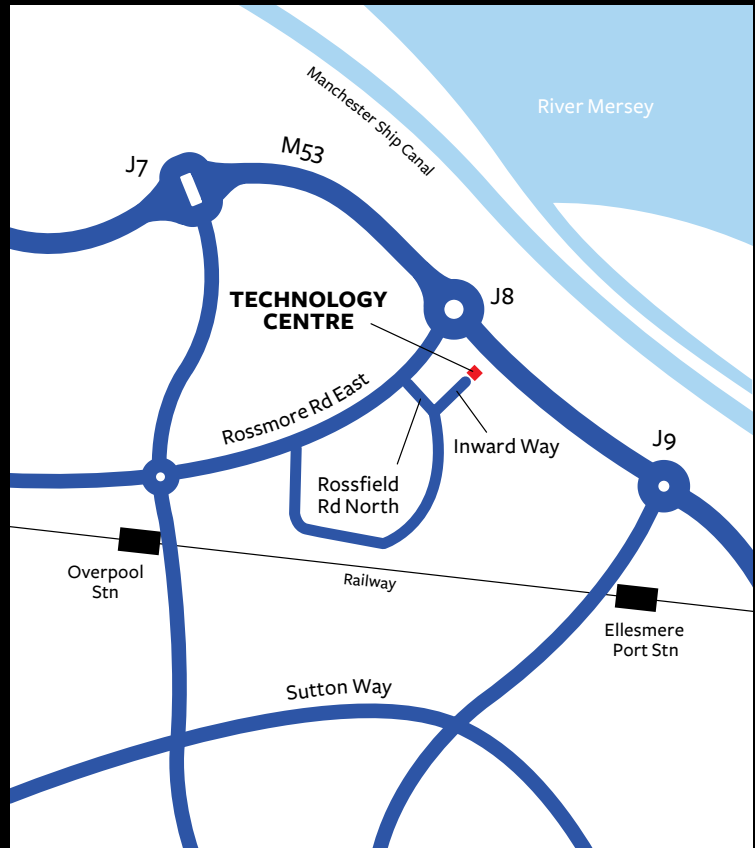 Manchester Ship Canal
River Mersey
M53
J7
J8
TECHNOLOGY
CENTRE
Rossmore Rd East
Inward Way
J9
Rossfield
Rd North
Overpool
Stn
Railway
Ellesmere
Port Stn
Sutton Way